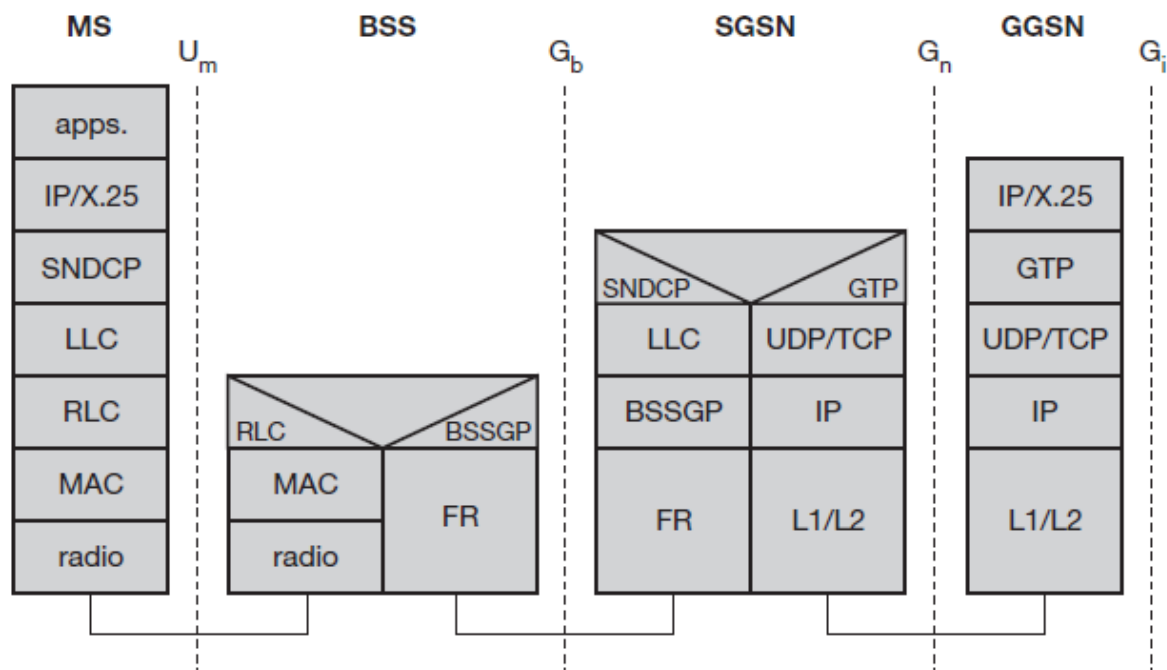 MS BSS SGSN GGSN
Um Gb Gn Gi
apps.
IP/X.25 IP/X.25
SNDCP SNDCP GTP GTP
LLC LLC UDP/TCP UDP/TCP
RLC RLC BSSGP BSSGP IP IP
MAC MAC FR FR L1/L2 L1/L2
radio radio